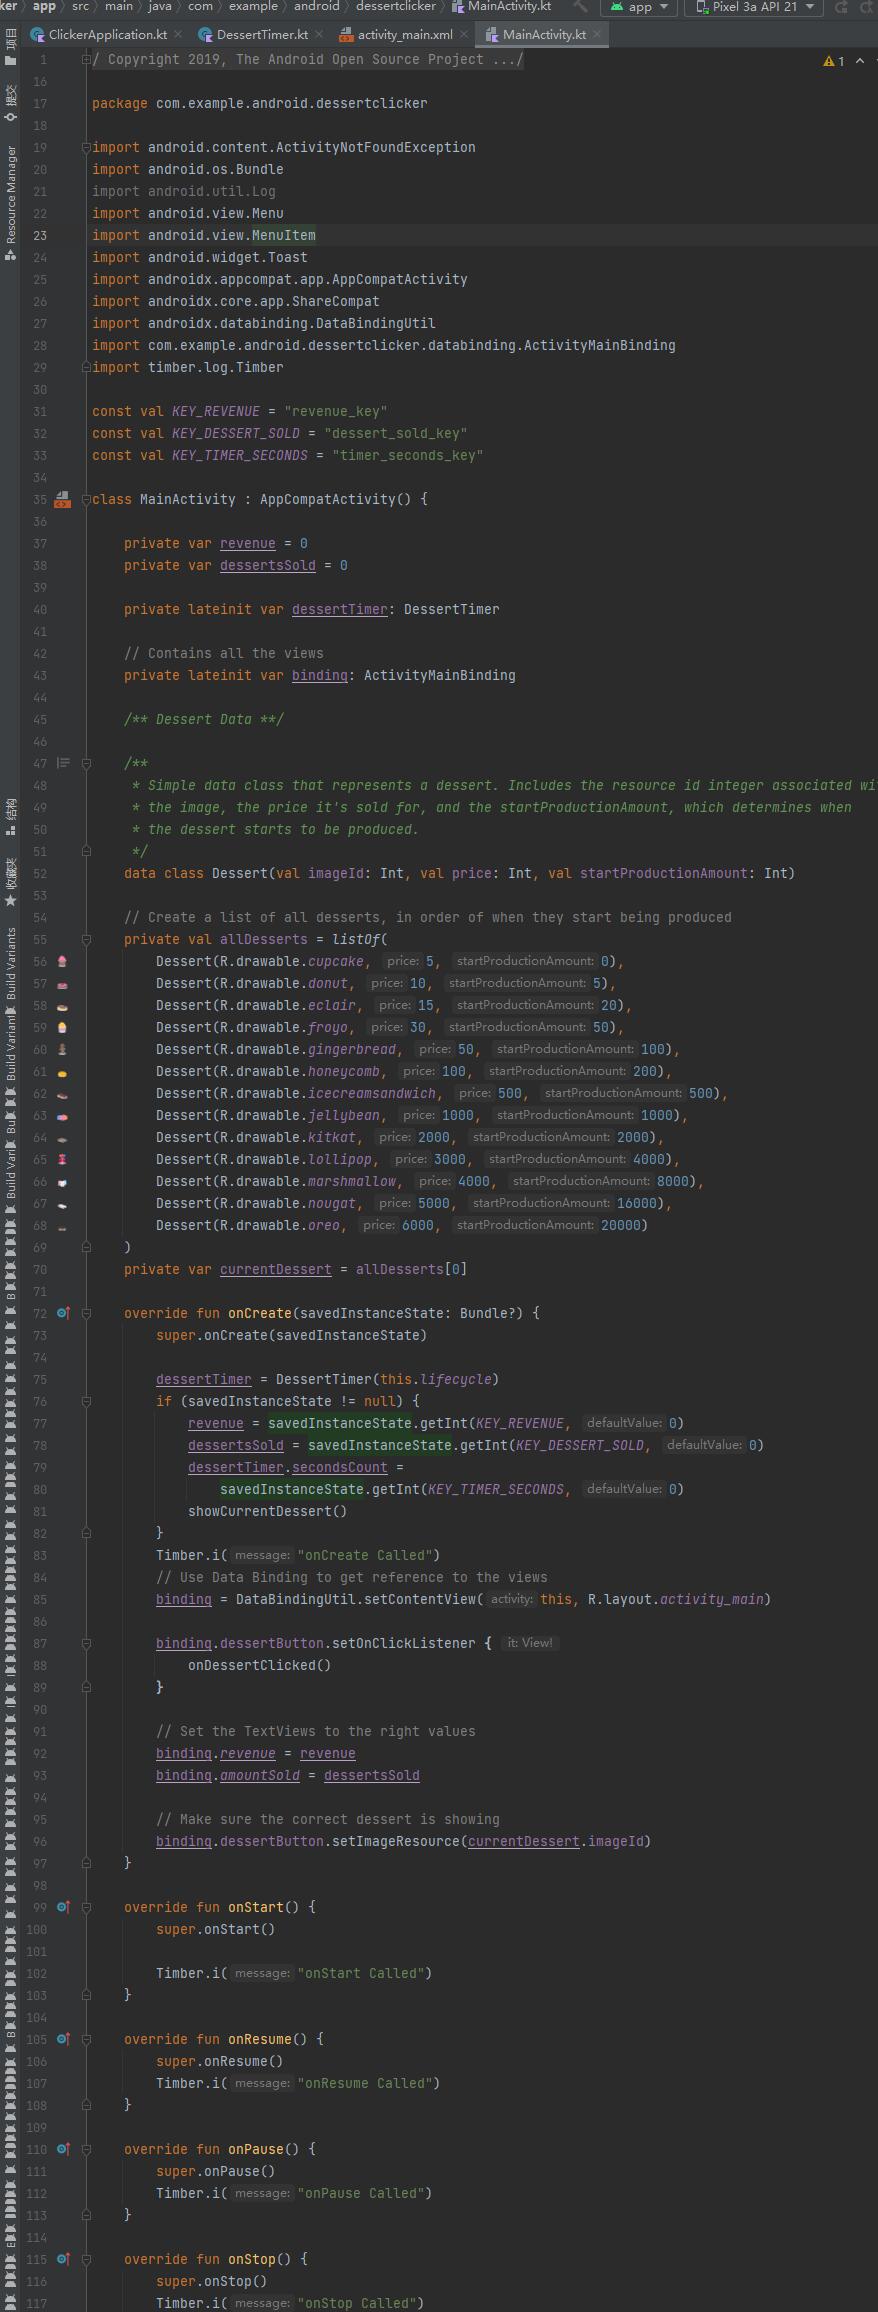 ker app src main java com example android dessertclicker MainActivity.kt app Pixel 3a API 21
ClickerApplication.kt DessertTimer.kt activity_main.xml MainActivity.kt
项目
提交
Resource Manager
结构
收藏夹
Build Variants
1 / Copyright 2019, The Android Open Source Project .../ 1
16
17 package com.example.android.dessertclicker
18
19 import android.content.ActivityNotFoundException
20 import android.os.Bundle
21 import android.util.Log
22 import android.view.Menu
23 import android.view.MenuItem
24 import android.widget.Toast
25 import androidx.appcompat.app.AppCompatActivity
26 import androidx.core.app.ShareCompat
27 import androidx.databinding.DataBindingUtil
28 import com.example.android.dessertclicker.databinding.ActivityMainBinding
29 import timber.log.Timber
30
31 const val KEY_REVENUE = "revenue_key"
32 const val KEY_DESSERT_SOLD = "dessert_sold_key"
33 const val KEY_TIMER_SECONDS = "timer_seconds_key"
34
35 class MainActivity : AppCompatActivity() {
36
37 private var revenue = 0
38 private var dessertsSold = 0
39
40 private lateinit var dessertTimer: DessertTimer
41
42 // Contains all the views
43 private lateinit var binding: ActivityMainBinding
44
45 /** Dessert Data **/
46
47 /**
48 * Simple data class that represents a dessert. Includes the resource id integer associated wi
49 * the image, the price it's sold for, and the startProductionAmount, which determines when
50 * the dessert starts to be produced.
51 */
52 data class Dessert(val imageId: Int, val price: Int, val startProductionAmount: Int)
53
54 // Create a list of all desserts, in order of when they start being produced
55 private val allDesserts = listOf(
56 Dessert(R.drawable.cupcake, price: 5, startProductionAmount: 0),
57 Dessert(R.drawable.donut, price: 10, startProductionAmount: 5),
58 Dessert(R.drawable.eclair, price: 15, startProductionAmount: 20),
59 Dessert(R.drawable.froyo, price: 30, startProductionAmount: 50),
60 Dessert(R.drawable.gingerbread, price: 50, startProductionAmount: 100),
61 Dessert(R.drawable.honeycomb, price: 100, startProductionAmount: 200),
62 Dessert(R.drawable.icecreamsandwich, price: 500, startProductionAmount: 500),
63 Dessert(R.drawable.jellybean, price: 1000, startProductionAmount: 1000),
64 Dessert(R.drawable.kitkat, price: 2000, startProductionAmount: 2000),
65 Dessert(R.drawable.lollipop, price: 3000, startProductionAmount: 4000),
66 Dessert(R.drawable.marshmallow, price: 4000, startProductionAmount: 8000),
67 Dessert(R.drawable.nougat, price: 5000, startProductionAmount: 16000),
68 Dessert(R.drawable.oreo, price: 6000, startProductionAmount: 20000)
69 )
70 private var currentDessert = allDesserts[0]
71
72 override fun onCreate(savedInstanceState: Bundle?) {
73 super.onCreate(savedInstanceState)
74
75 dessertTimer = DessertTimer(this.lifecycle)
76 if (savedInstanceState != null) {
77 revenue = savedInstanceState.getInt(KEY_REVENUE, defaultValue: 0)
78 dessertsSold = savedInstanceState.getInt(KEY_DESSERT_SOLD, defaultValue: 0)
79 dessertTimer.secondsCount =
80 savedInstanceState.getInt(KEY_TIMER_SECONDS, defaultValue: 0)
81 showCurrentDessert()
82 }
83 Timber.i( message: "onCreate Called")
84 // Use Data Binding to get reference to the views
85 binding = DataBindingUtil.setContentView( activity: this, R.layout.activity_main)
86
87 binding.dessertButton.setOnClickListener { it: View!
88 onDessertClicked()
89 }
90
91 // Set the TextViews to the right values
92 binding.revenue = revenue
93 binding.amountSold = dessertsSold
94
95 // Make sure the correct dessert is showing
96 binding.dessertButton.setImageResource(currentDessert.imageId)
97 }
98
99 override fun onStart() {
100 super.onStart()
101
102 Timber.i( message: "onStart Called")
103 }
104
105 override fun onResume() {
106 super.onResume()
107 Timber.i( message: "onResume Called")
108 }
109
110 override fun onPause() {
111 super.onPause()
112 Timber.i( message: "onPause Called")
113 }
114
115 override fun onStop() {
116 super.onStop()
117 Timber.i( message: "onStop Called")